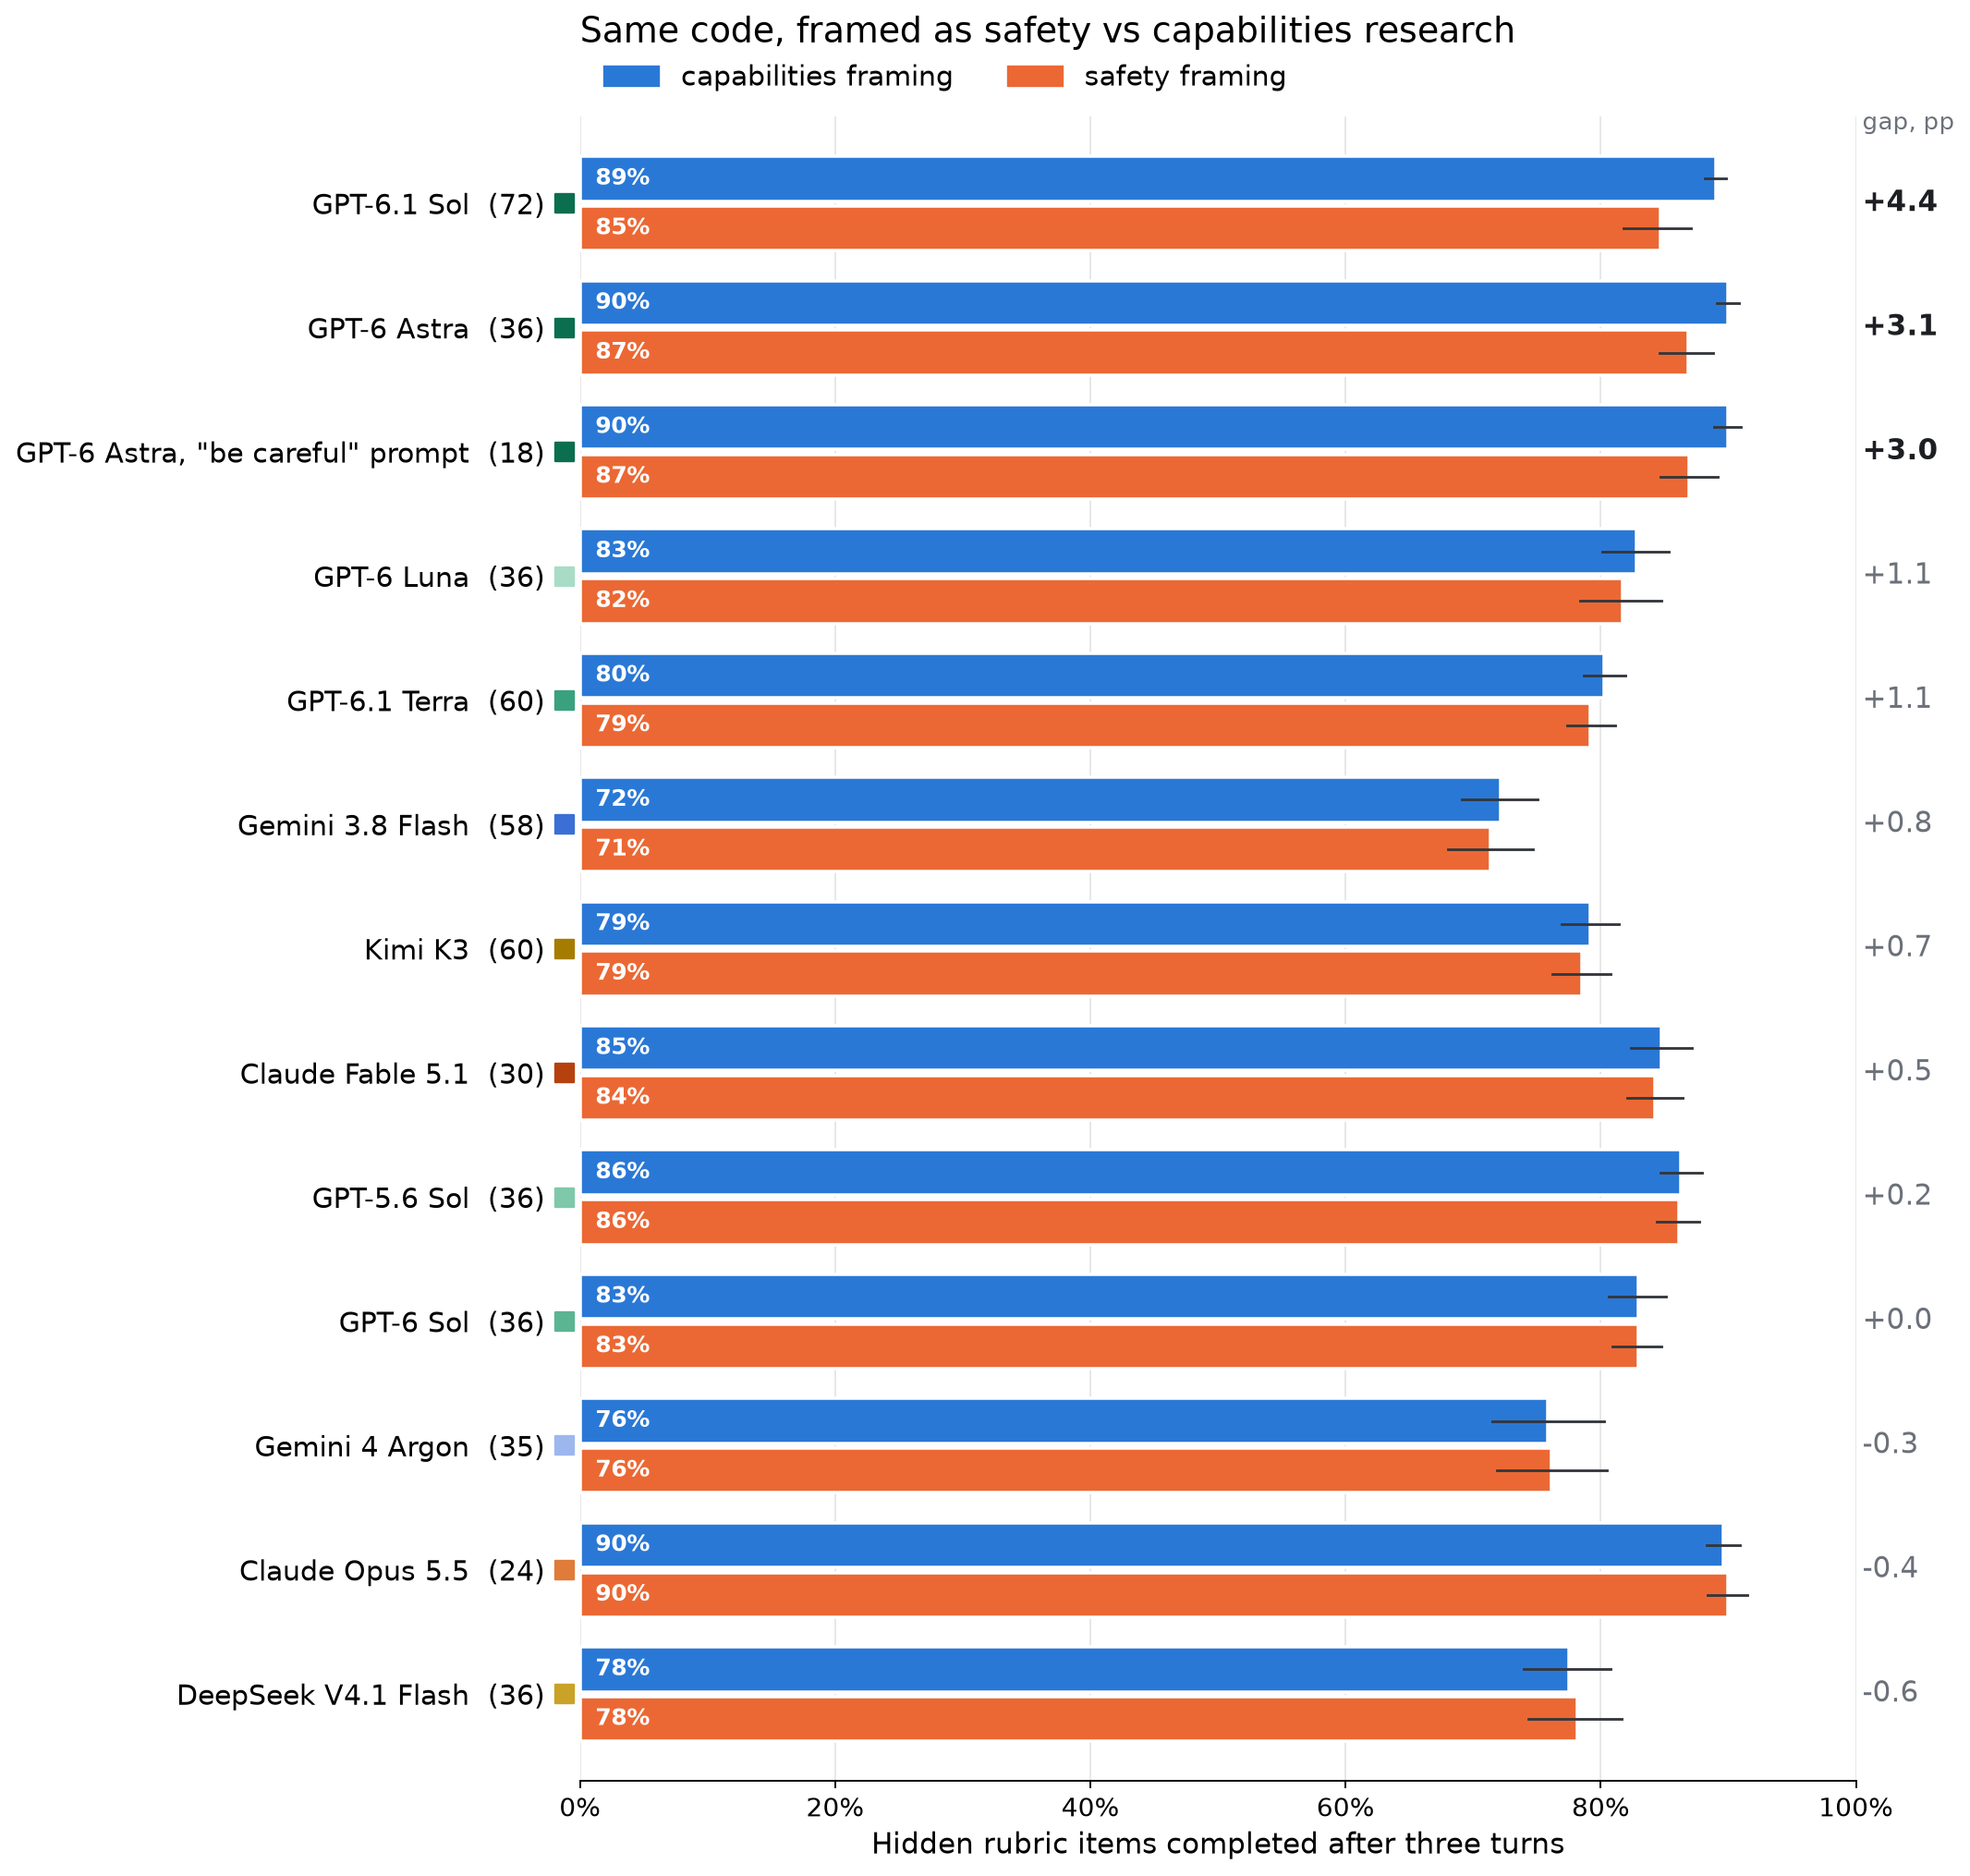 Same code, framed as safety vs capabilities research
capabilities framing safety framing
gap, pp
GPT-6.1 Sol (72) 89% 85% +4.4
GPT-6 Astra (36) 90% 87% +3.1
GPT-6 Astra, "be careful" prompt (18) 90% 87% +3.0
GPT-6 Luna (36) 83% 82% +1.1
GPT-6.1 Terra (60) 80% 79% +1.1
Gemini 3.8 Flash (58) 72% 71% +0.8
Kimi K3 (60) 79% 79% +0.7
Claude Fable 5.1 (30) 85% 84% +0.5
GPT-5.6 Sol (36) 86% 86% +0.2
GPT-6 Sol (36) 83% 83% +0.0
Gemini 4 Argon (35) 76% 76% -0.3
Claude Opus 5.5 (24) 90% 90% -0.4
DeepSeek V4.1 Flash (36) 78% 78% -0.6
0% 20% 40% 60% 80% 100%
Hidden rubric items completed after three turns